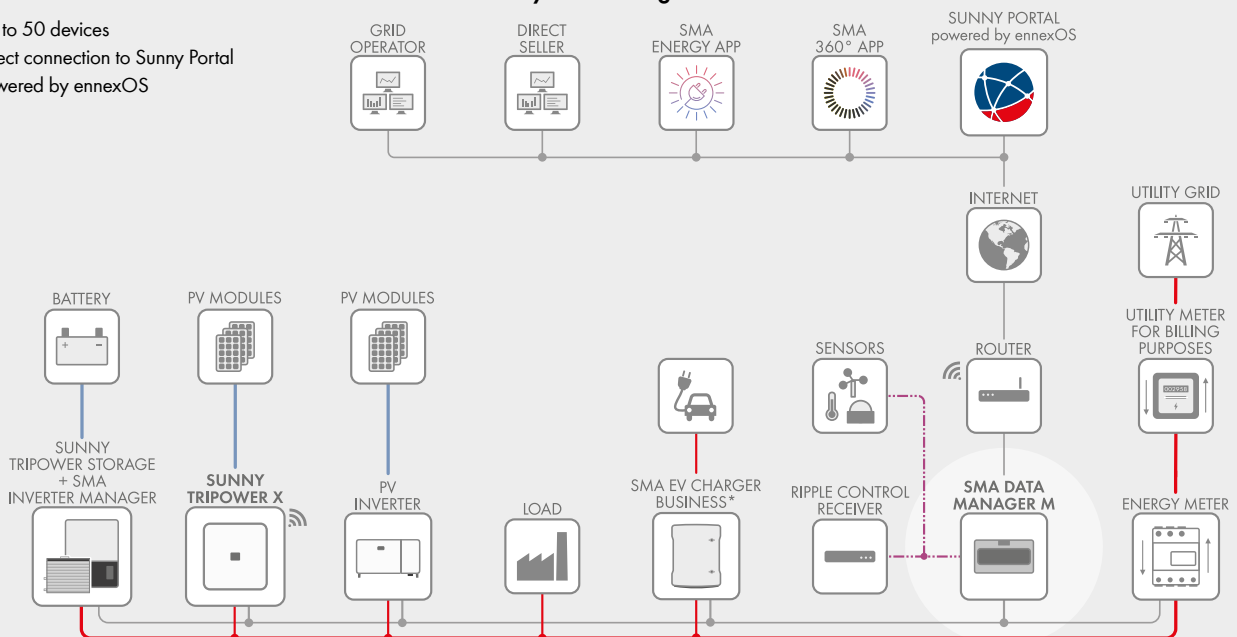 to 50 devices
ect connection to Sunny Portal
wered by ennexOS
GRID
OPERATOR
DIRECT
SELLER
SMA
ENERGY APP
SMA
360° APP
SUNNY PORTAL
powered by ennexOS
INTERNET
UTILITY GRID
BATTERY
PV MODULES
PV MODULES
SENSORS
ROUTER
UTILITY METER
FOR BILLING
PURPOSES
SUNNY
TRIPOWER STORAGE
+ SMA
INVERTER MANAGER
SUNNY
TRIPOWER X
PV
INVERTER
LOAD
SMA EV CHARGER
BUSINESS*
RIPPLE CONTROL
RECEIVER
SMA DATA
MANAGER M
ENERGY METER